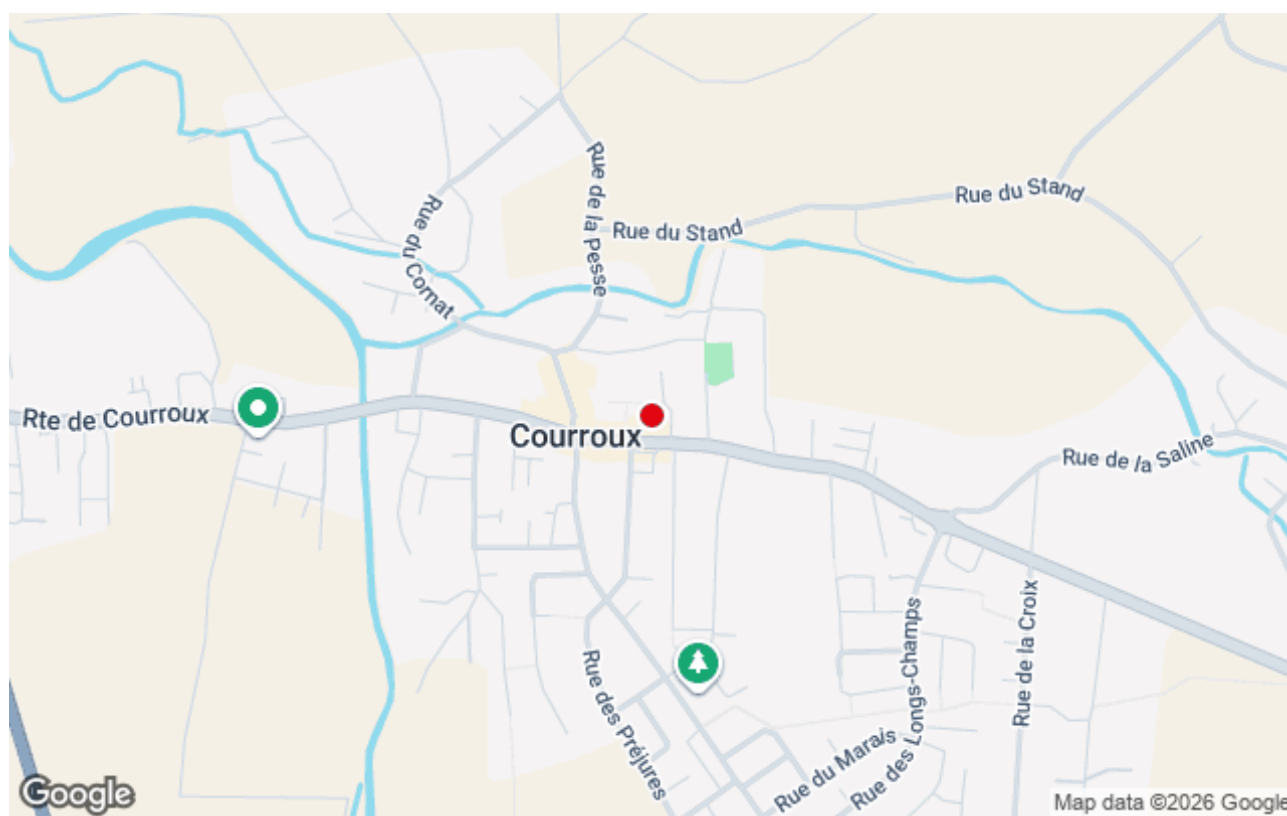 Rue de la Pesse
Rue du Stand
Rue du Stand
Rue du Cornat
Rte de Courroux
Courroux
Rue de la Saline
Rue des Préjures
Rue du Marais
Rue des Longs-Champs
Rue de la Croix
Google
Map data ©2026 Google